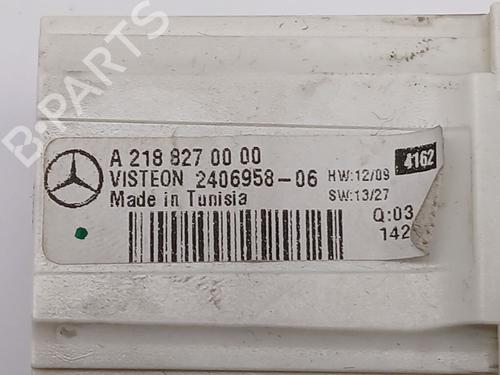 B-PARTS
A 218 827 00 00
4162
VISTEON 2406958-06
HW:12/09
Made in Tunisia
SW:13/27
Q:03
142